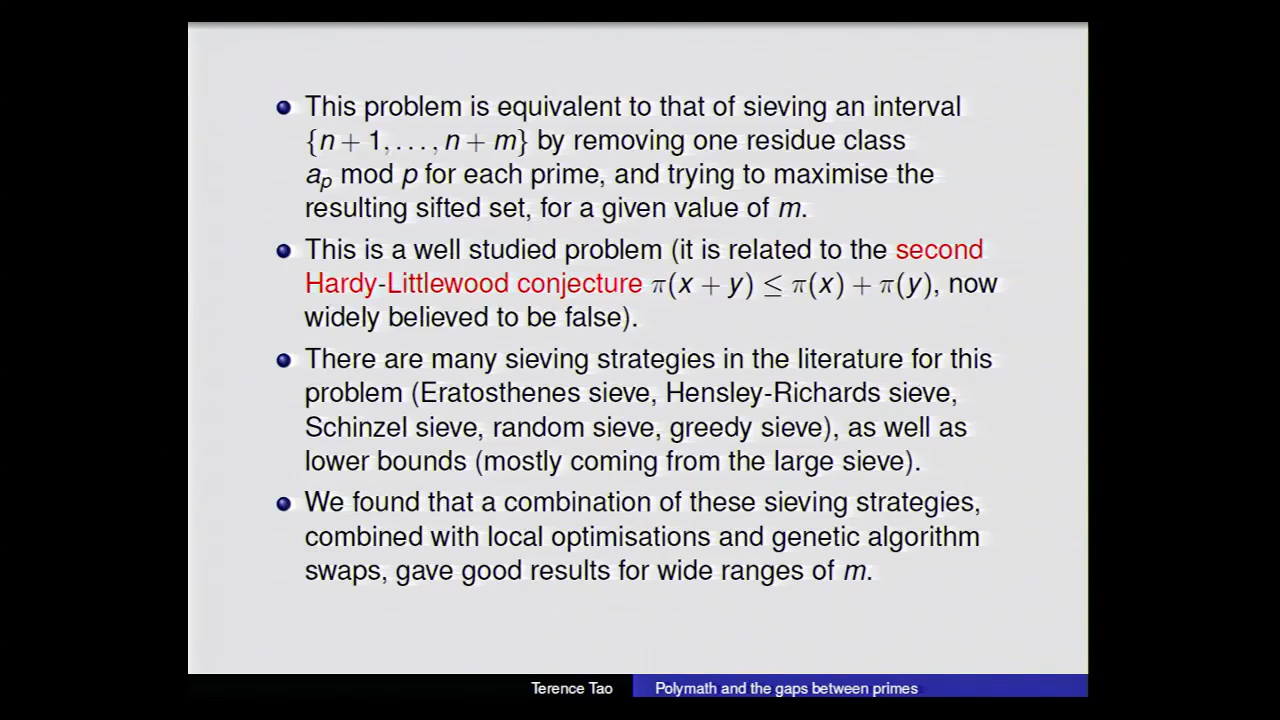 This problem is equivalent to that of sieving an interval
{n + 1, . . . , n + m} by removing one residue class
aₚ mod p for each prime, and trying to maximise the
resulting sifted set, for a given value of m.
This is a well studied problem (it is related to the second
Hardy-Littlewood conjecture π(x + y) ≤ π(x) + π(y), now
widely believed to be false).
There are many sieving strategies in the literature for this
problem (Eratosthenes sieve, Hensley-Richards sieve,
Schinzel sieve, random sieve, greedy sieve), as well as
lower bounds (mostly coming from the large sieve).
We found that a combination of these sieving strategies,
combined with local optimisations and genetic algorithm
swaps, gave good results for wide ranges of m.
Terence Tao Polymath and the gaps between primes